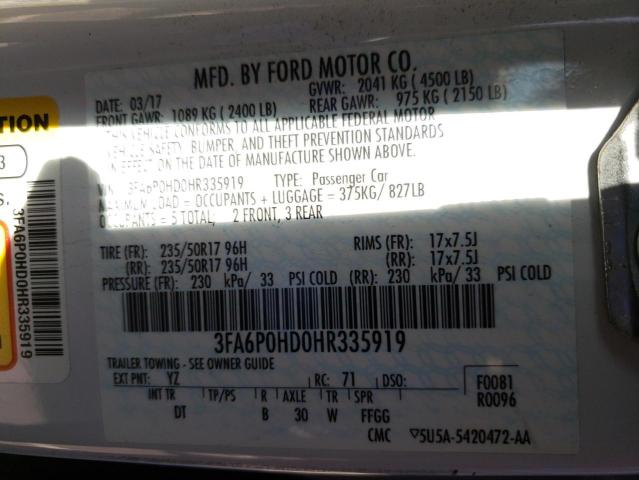 MFD. BY FORD MOTOR CO.
DATE: 03/17 GVWR: 2041 KG ( 4500 LB)
FRONT GAWR: 1089 KG ( 2400 LB) REAR GAWR: 975 KG ( 2150 LB)
THIS VEHICLE CONFORMS TO ALL APPLICABLE FEDERAL MOTOR
VEHICLE SAFETY, BUMPER, AND THEFT PREVENTION STANDARDS
IN EFFECT ON THE DATE OF MANUFACTURE SHOWN ABOVE.
VIN: 3FA6P0HD0HR335919 TYPE: Passenger Car
MAXIMUM LOAD = OCCUPANTS + LUGGAGE = 375KG/ 827LB
OCCUPANTS = 5 TOTAL; 2 FRONT, 3 REAR
TIRE (FR): 235/50R17 96H RIMS (FR): 17x7.5J
(RR): 235/50R17 96H (RR): 17x7.5J
PRESSURE (FR): 230 kPa/ 33 PSI COLD (RR): 230 kPa/ 33 PSI COLD
3FA6P0HD0HR335919
TRAILER TOWING - SEE OWNER GUIDE
EXT PNT: YZ RC: 71 DSO: F0081
R0096
INT TR TP/PS R AXLE TR SPR
DT B 30 W FFGG
CMC ▽5U5A-5420472-AA
TION
3
S.
3FA6P0HD0HR335919